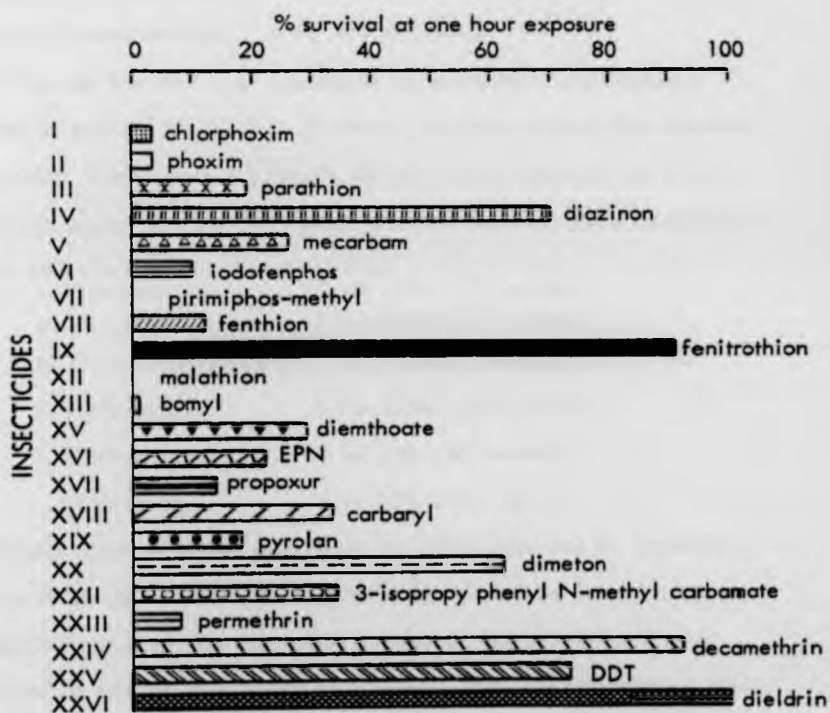 % survival at one hour exposure
0 20 40 60 80 100
INSECTICIDES
I chlorphoxim
II phoxim
III parathion
IV diazinon
V mecarbam
VI iodofenphos
VII pirimiphos-methyl
VIII fenthion
IX fenitrothion
XII malathion
XIII bomyl
XV diemthoate
XVI EPN
XVII propoxur
XVIII carbaryl
XIX pyrolan
XX dimeton
XXII 3-isopropy phenyl N-methyl carbamate
XXIII permethrin
XXIV decamethrin
XXV DDT
XXVI dieldrin